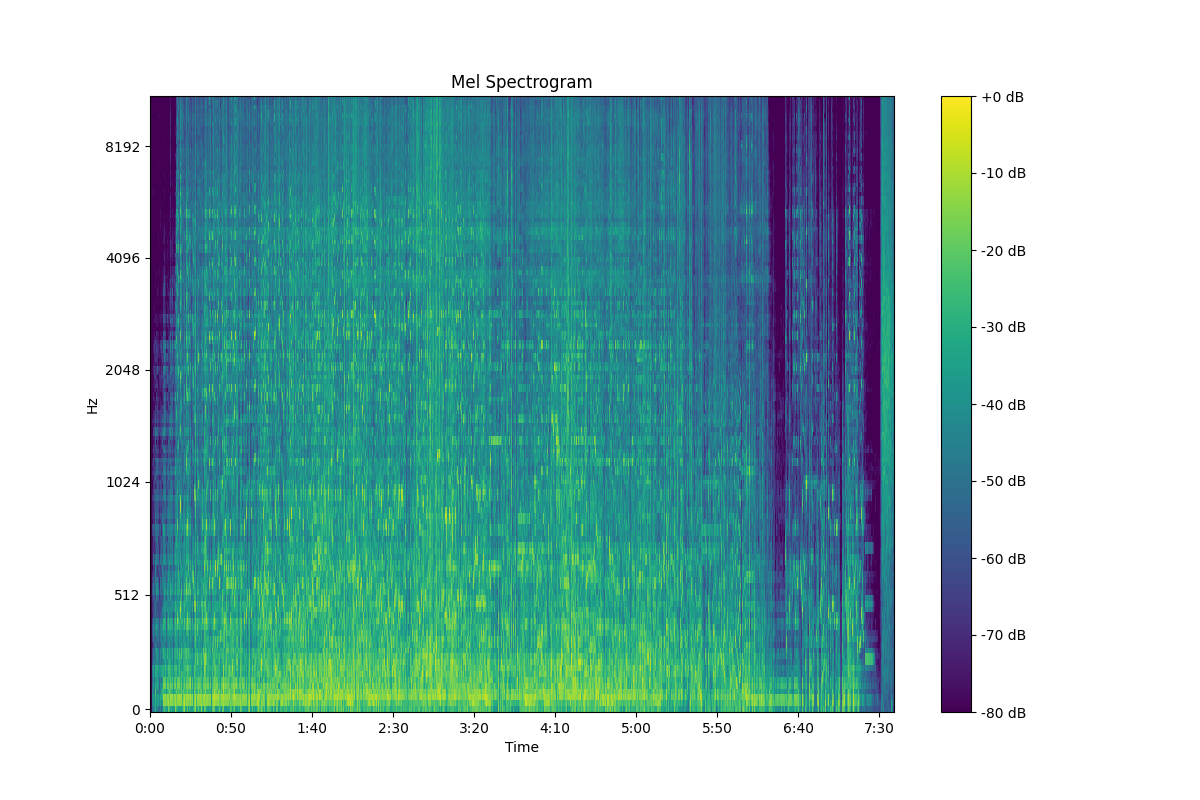 Mel Spectrogram
8192
4096
2048
1024
512
0
Hz
0:00 0:50 1:40 2:30 3:20 4:10 5:00 5:50 6:40 7:30
Time
+0 dB
-10 dB
-20 dB
-30 dB
-40 dB
-50 dB
-60 dB
-70 dB
-80 dB